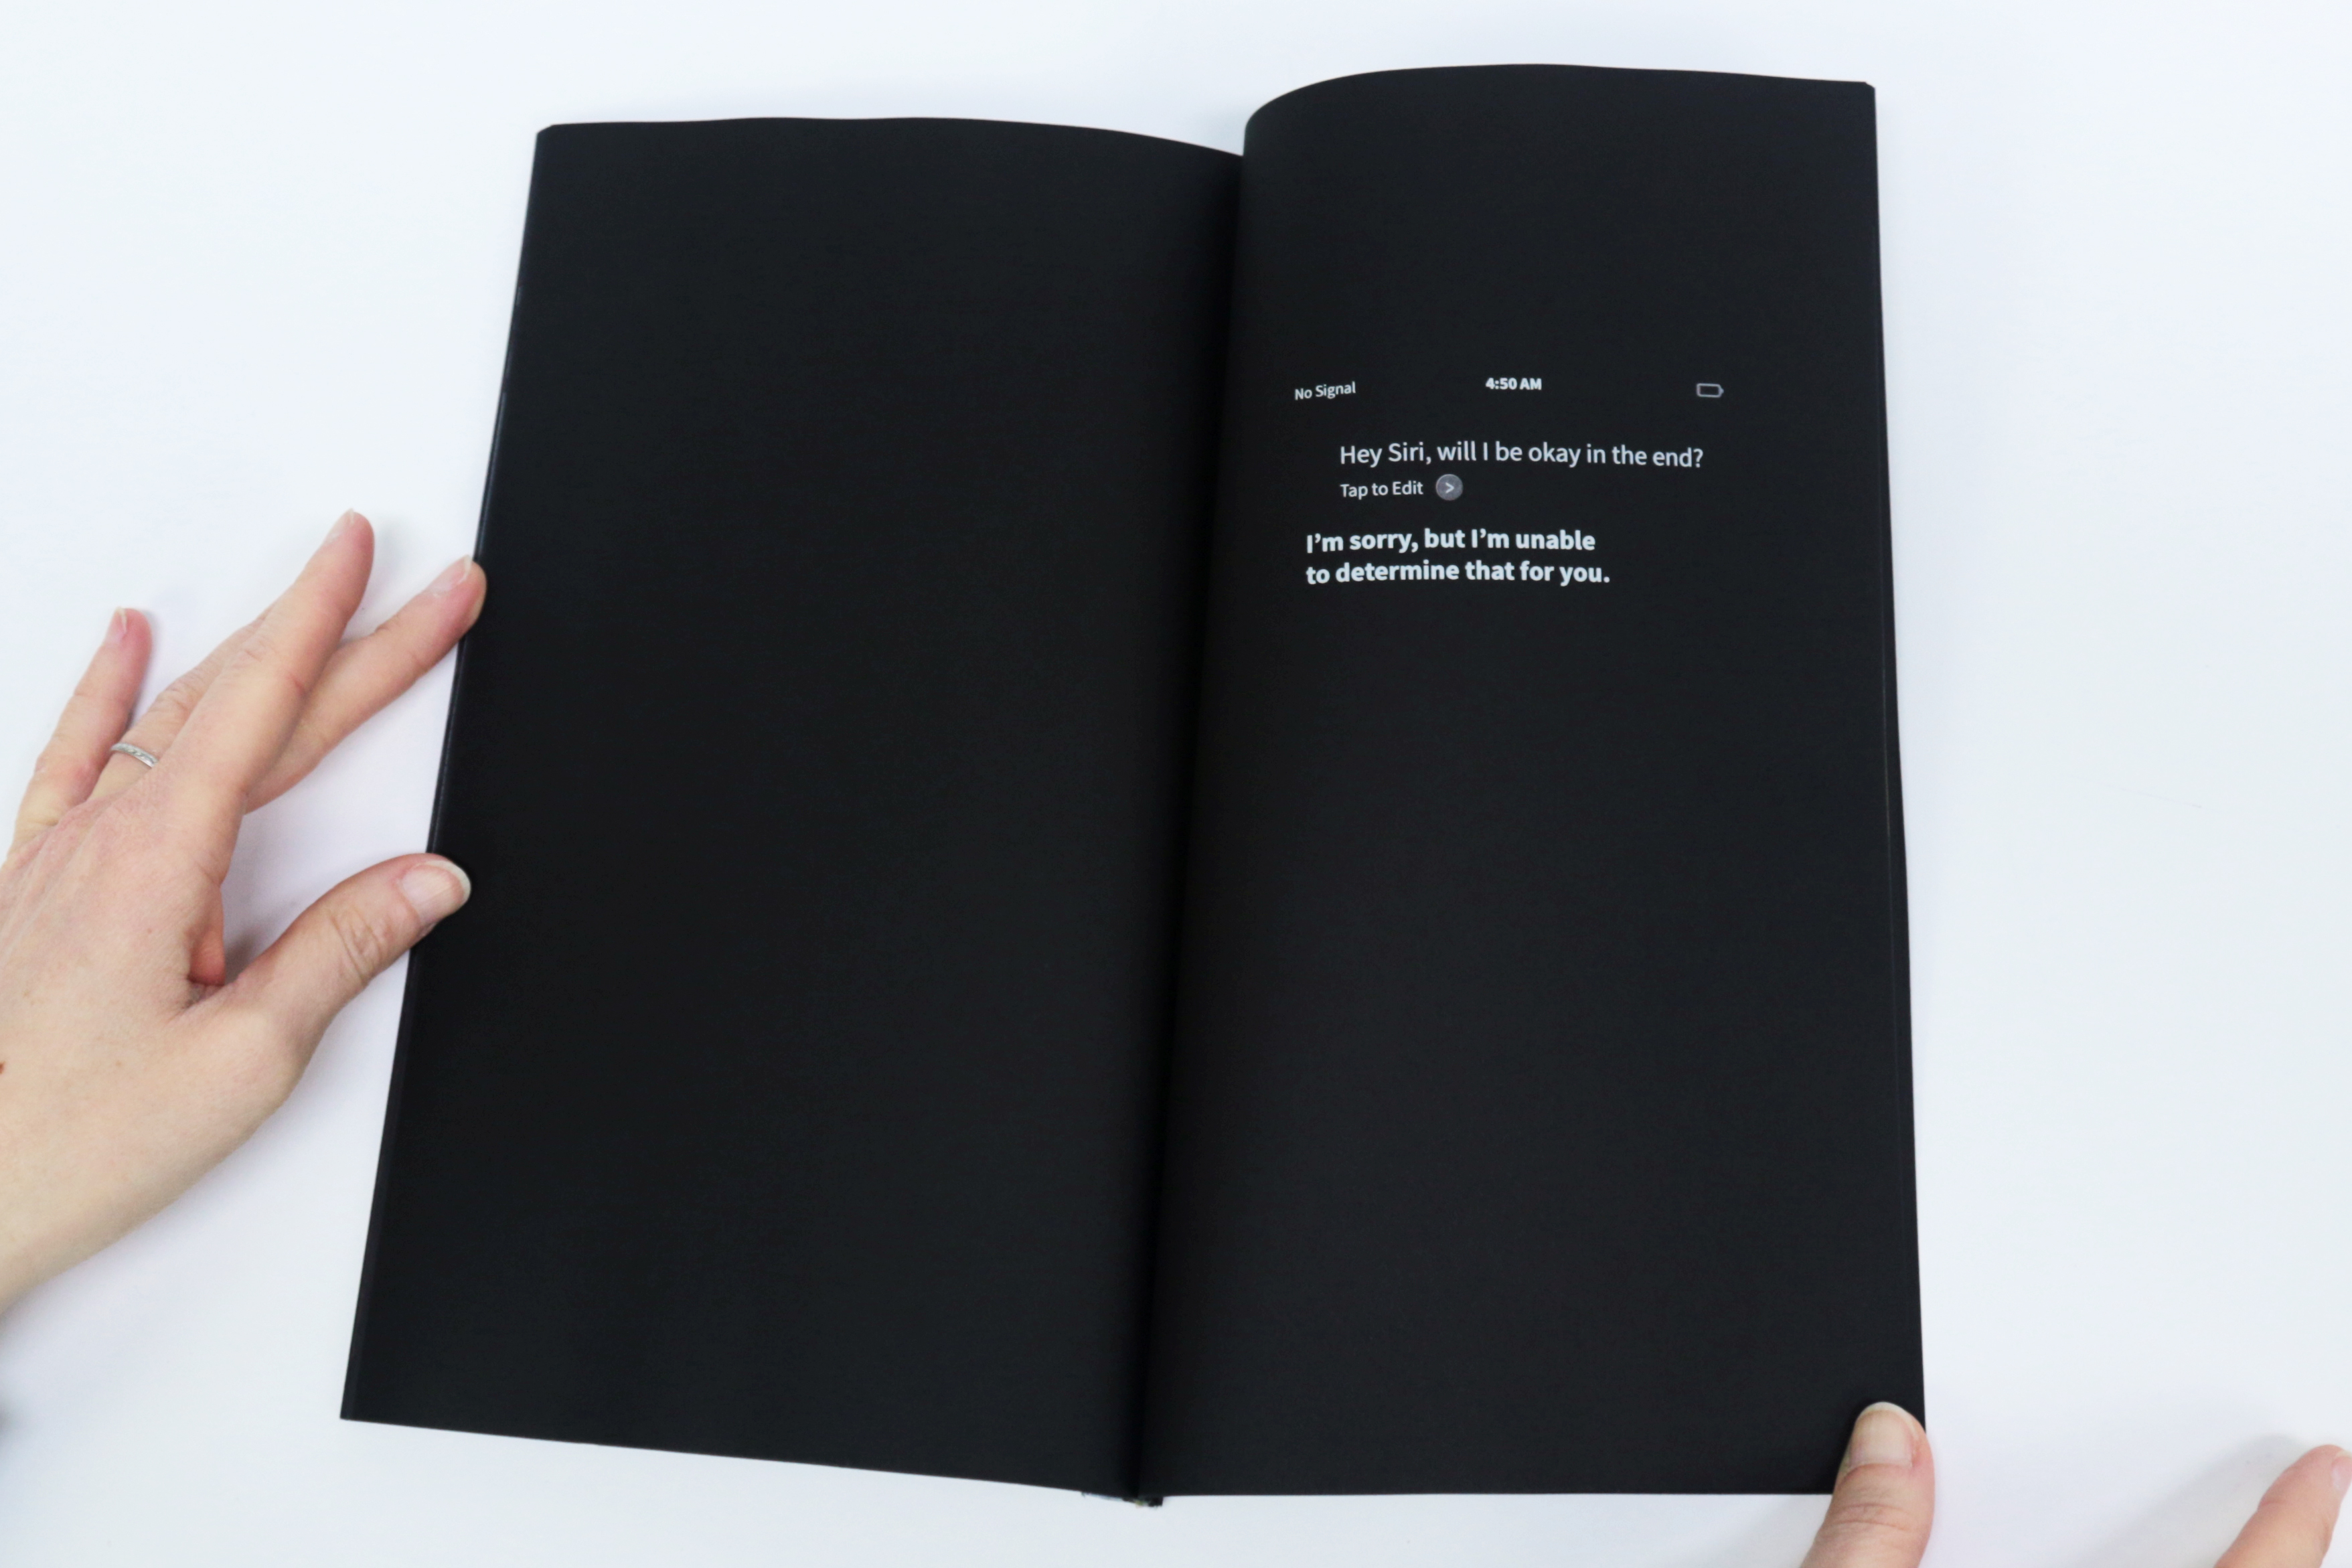 No Signal 4:50 AM
Hey Siri, will I be okay in the end?
Tap to Edit
I'm sorry, but I'm unable
to determine that for you.